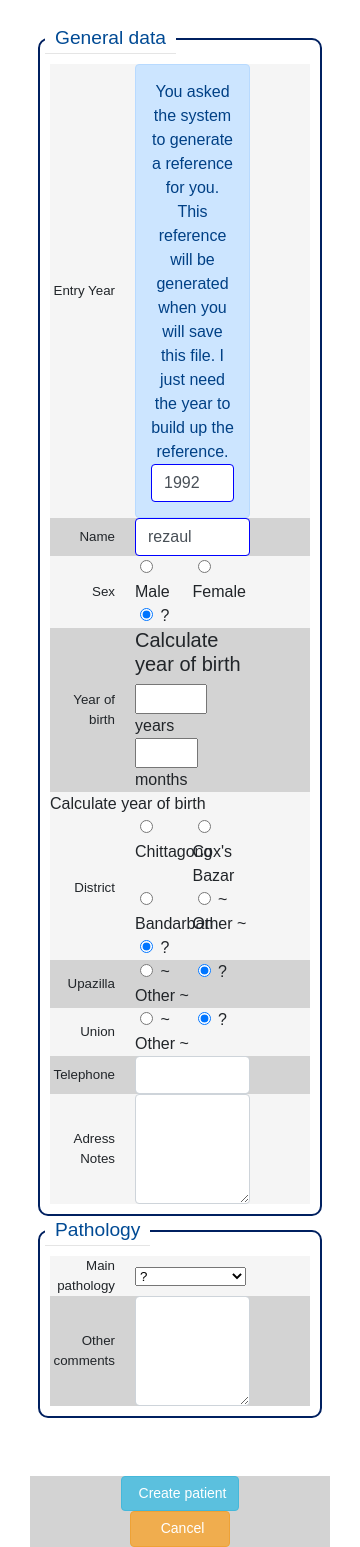 General data
Entry Year
You asked
the system
to generate
a reference
for you.
This
reference
will be
generated
when you
will save
this file. I
just need
the year to
build up the
reference.
1992
Name
rezaul
Sex
Male Female
?
Year of
birth
Calculate
year of birth
years
months
Calculate year of birth
District
Chittagong Cox's
Bazar
Bandarban ~
Other ~
?
Upazilla
~ ?
Other ~
Union
~ ?
Other ~
Telephone
Adress
Notes
Pathology
Main
pathology
?
Other
comments
Create patient
Cancel